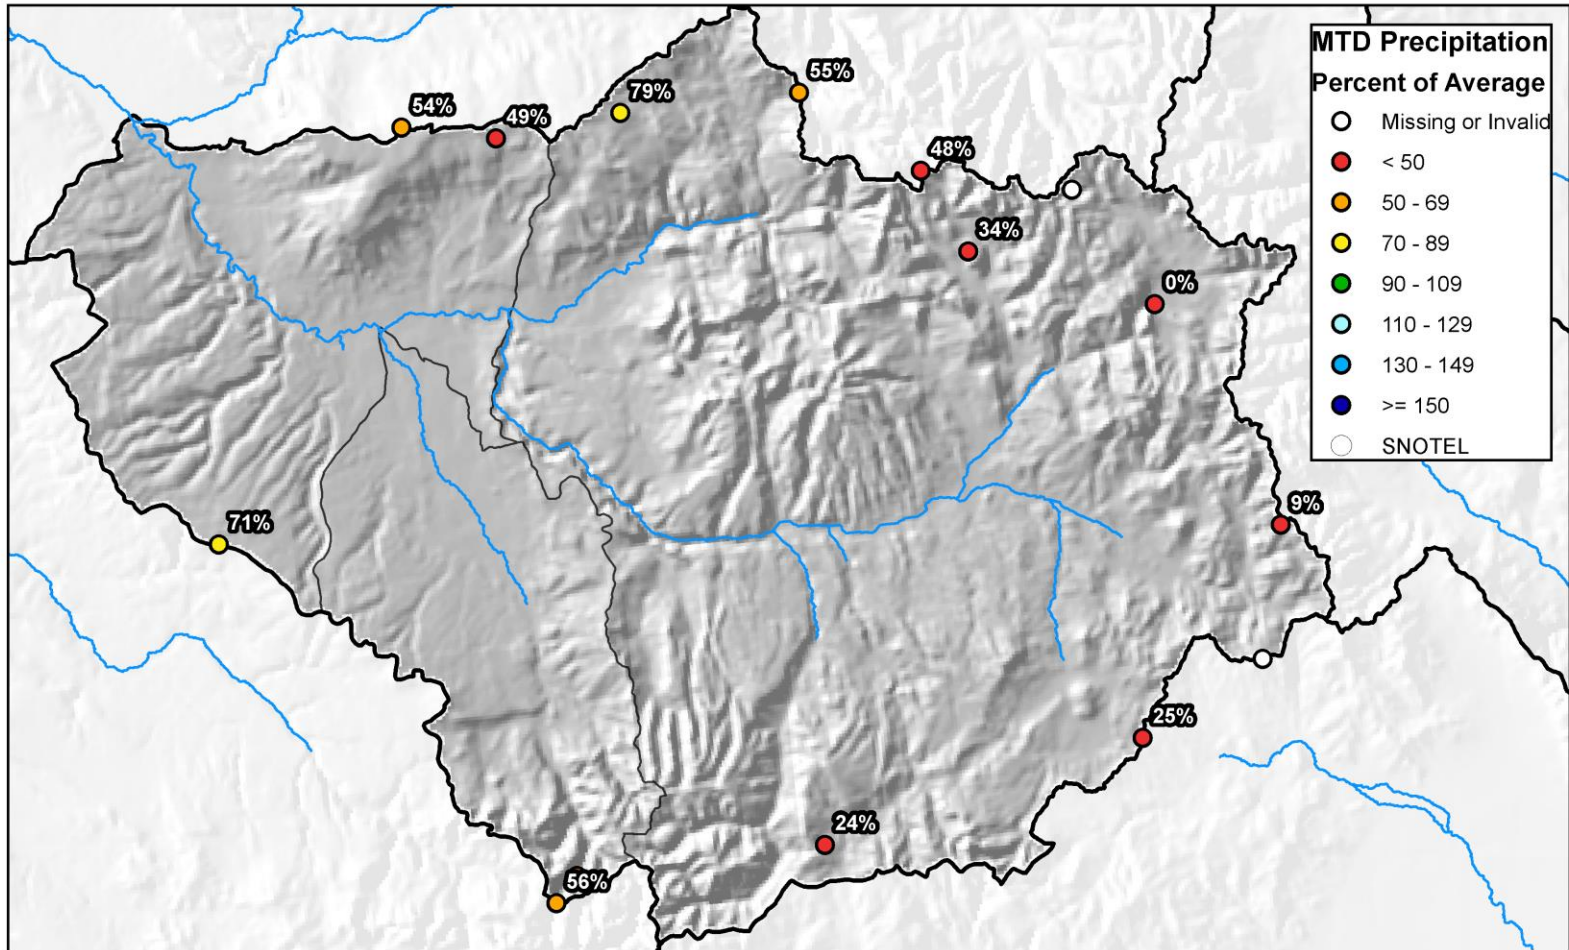 MTD Precipitation
Percent of Average
Missing or Invalid
< 50
50 - 69
70 - 89
90 - 109
110 - 129
130 - 149
>= 150
SNOTEL
55%
79%
54%
49%
48%
34%
0%
9%
71%
25%
24%
56%